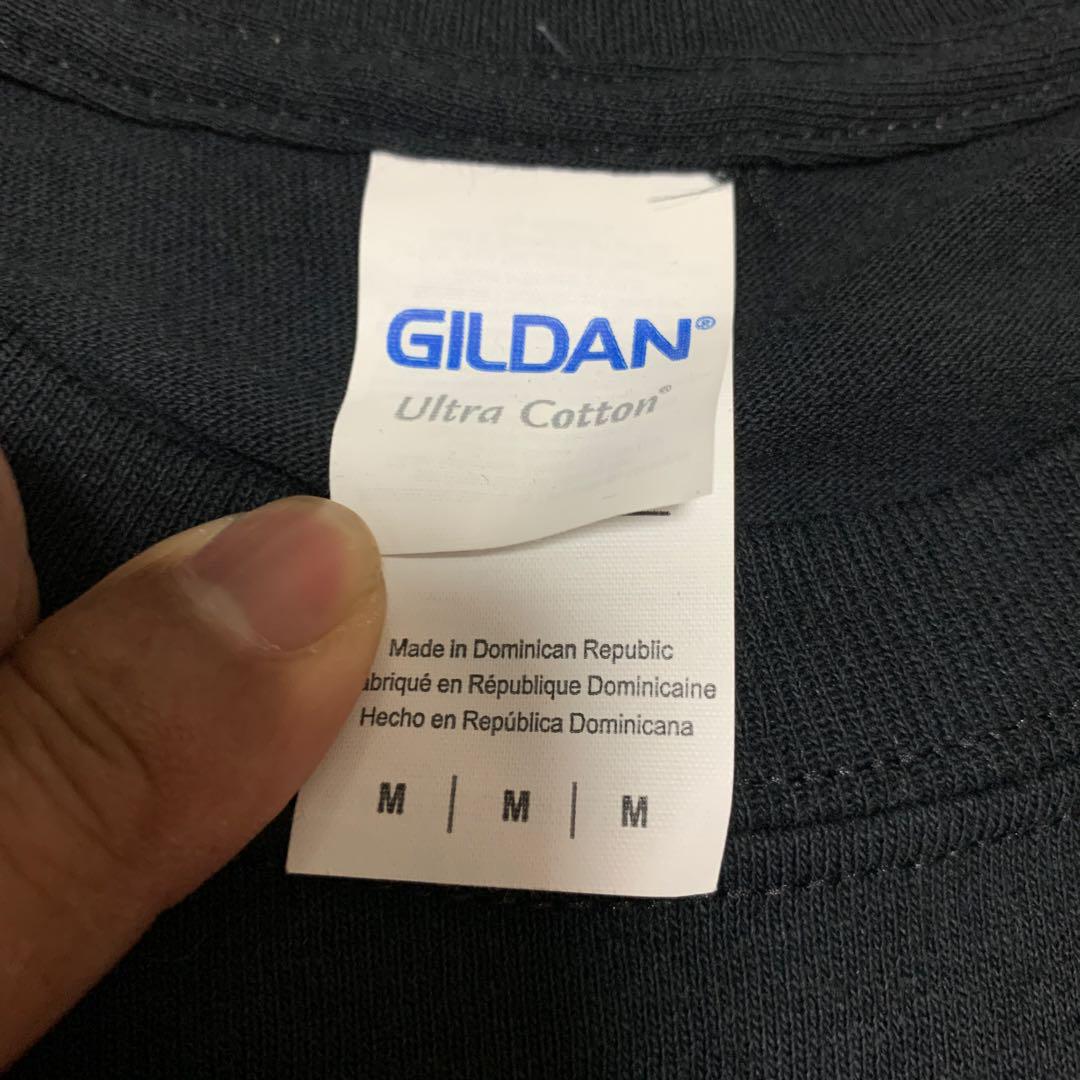 GILDAN®
Ultra Cotton®
Made in Dominican Republic
abriqué en République Dominicaine
Hecho en República Dominicana
M | M | M